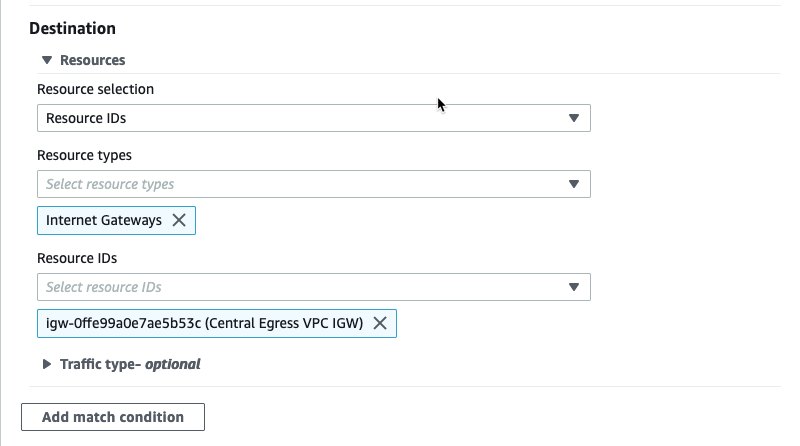 Destination
Resources
Resource selection
Resource IDs
Resource types
Select resource types
Internet Gateways
Resource IDs
Select resource IDs
igw-0ffe99a0e7ae5b53c (Central Egress VPC IGW)
Traffic type- optional
Add match condition